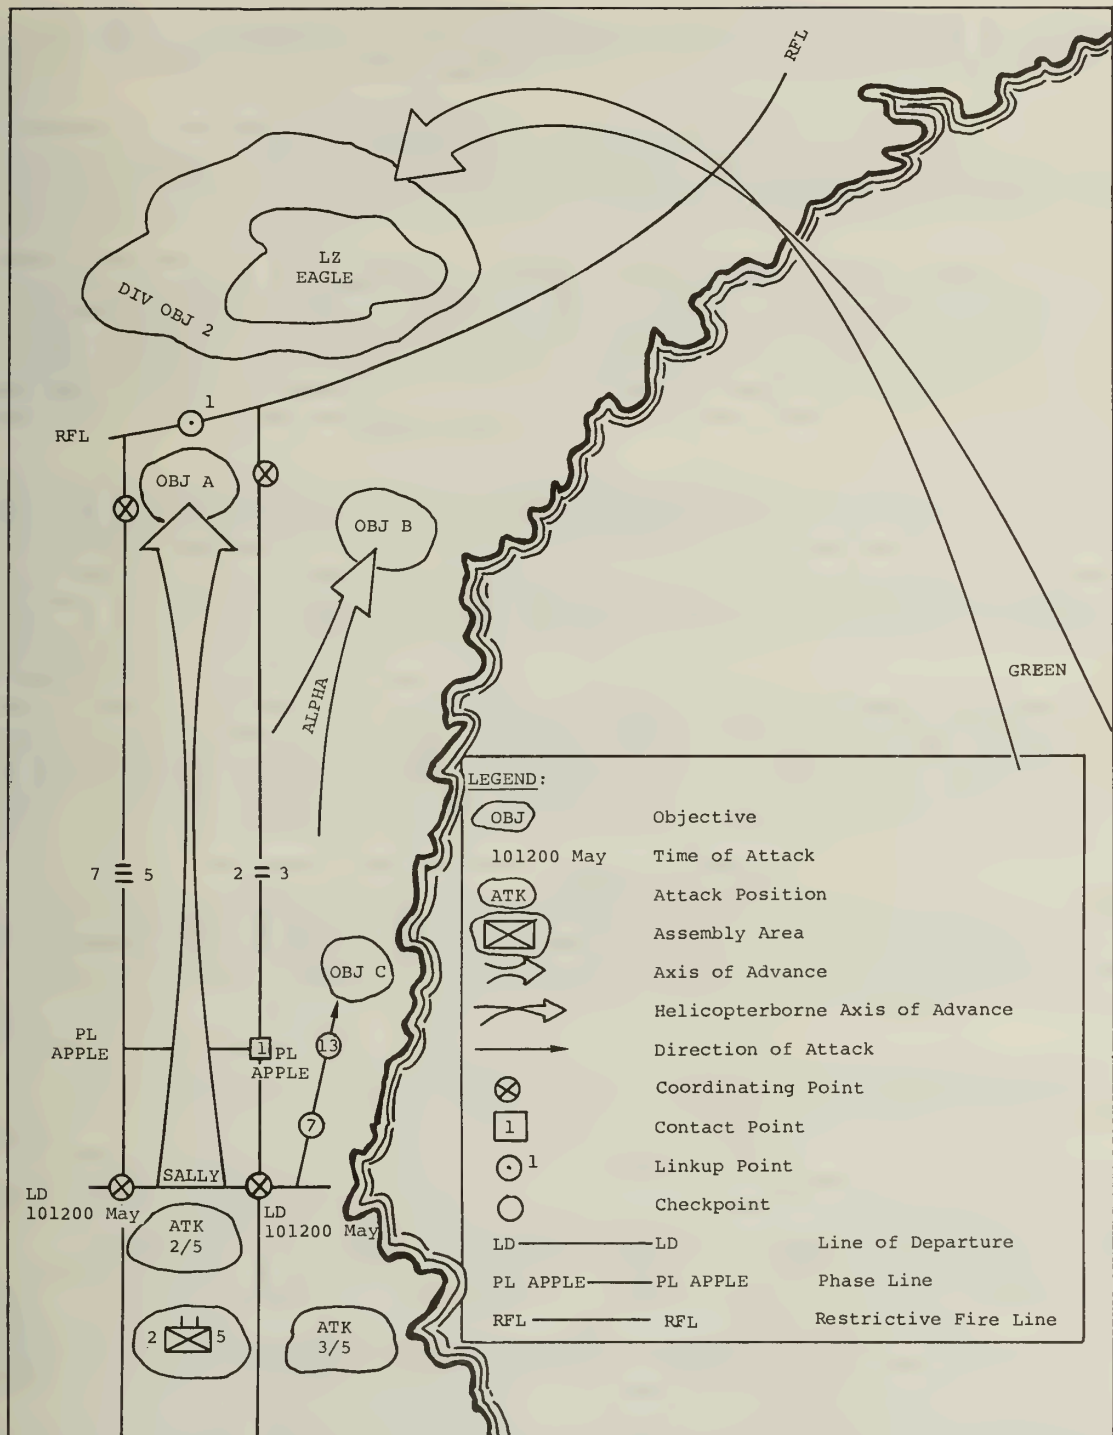 RFL
LZ
EAGLE
DIV OBJ 2
1
RFL
OBJ A
OBJ B
ALPHA
GREEN
7 5
2 3
OBJ C
PL
APPLE
1
PL
APPLE
13
7
SALLY
LD
101200 May
LD
101200 May
ATK
2/5
2 5
ATK
3/5
LEGEND:
OBJ Objective
101200 May Time of Attack
ATK Attack Position
Assembly Area
Axis of Advance
Helicopterborne Axis of Advance
Direction of Attack
Coordinating Point
1 Contact Point
1 Linkup Point
Checkpoint
LD LD Line of Departure
PL APPLE PL APPLE Phase Line
RFL RFL Restrictive Fire Line